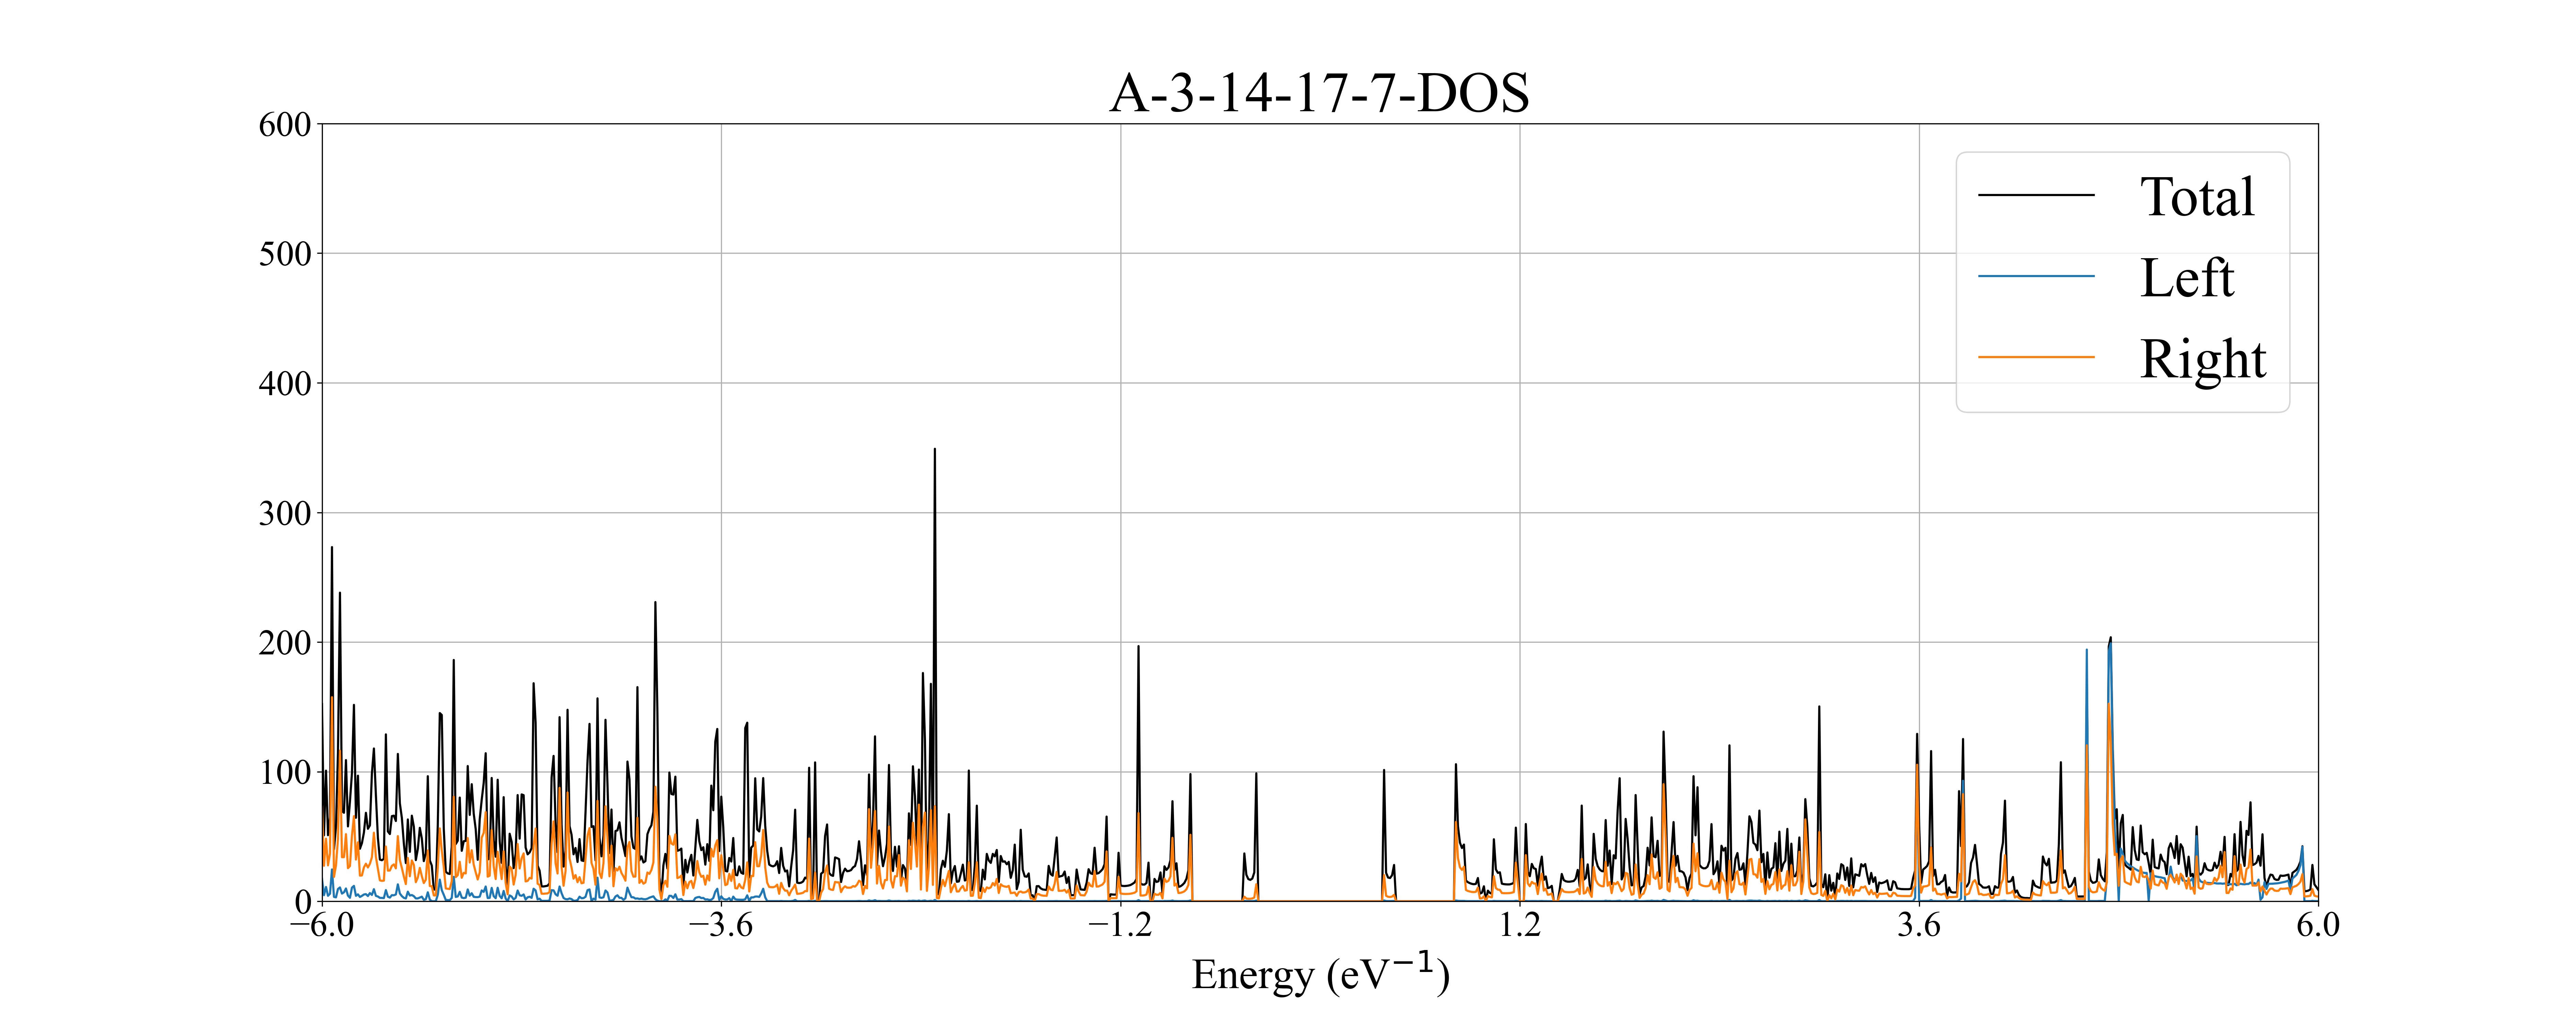 A-3-14-17-7-DOS
600
500
400
300
200
100
0
Total
Left
Right
−6.0 −3.6 −1.2 1.2 3.6 6.0
Energy (eV⁻¹)